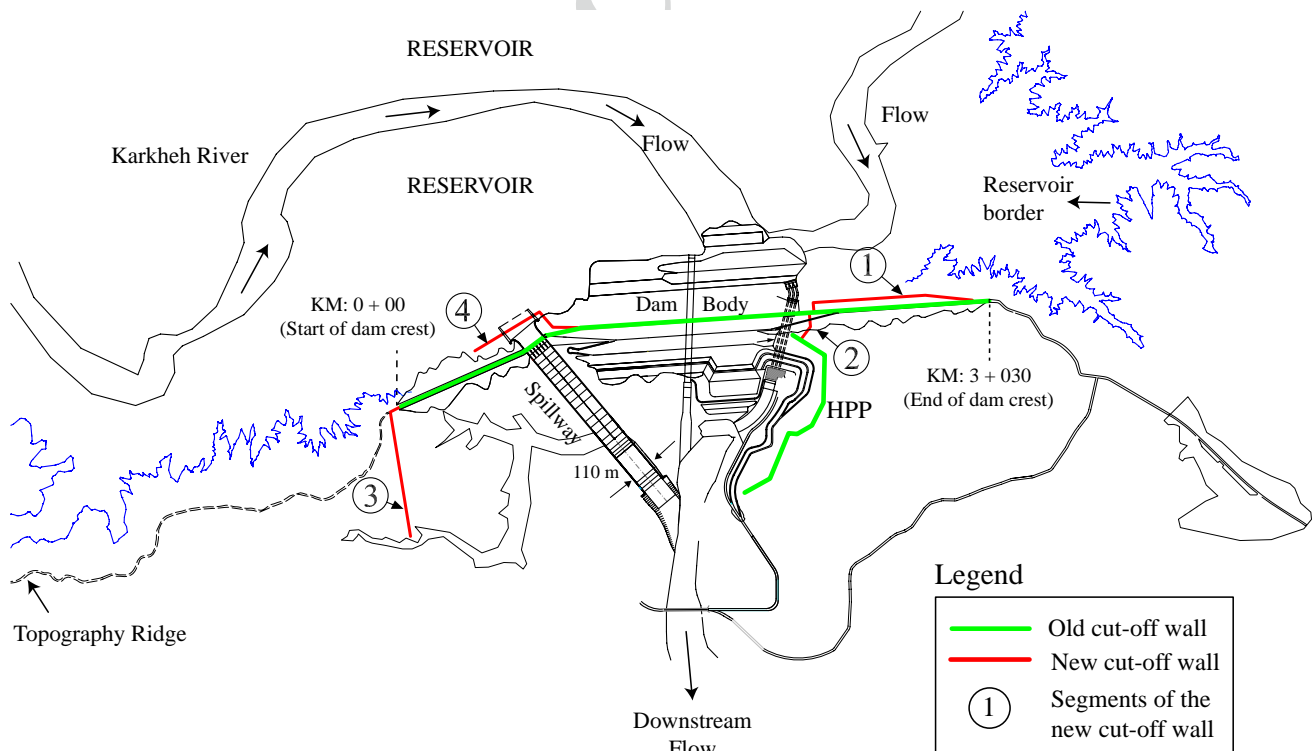 RESERVOIR
Flow
Flow
Karkheh River
RESERVOIR
Reservoir
border
1
KM: 0 + 00
(Start of dam crest)
4
Dam Body
2
KM: 3 + 030
(End of dam crest)
Spillway
HPP
110 m
3
Topography Ridge
Downstream
Flow
Legend
Old cut-off wall
New cut-off wall
1
Segments of the
new cut-off wall